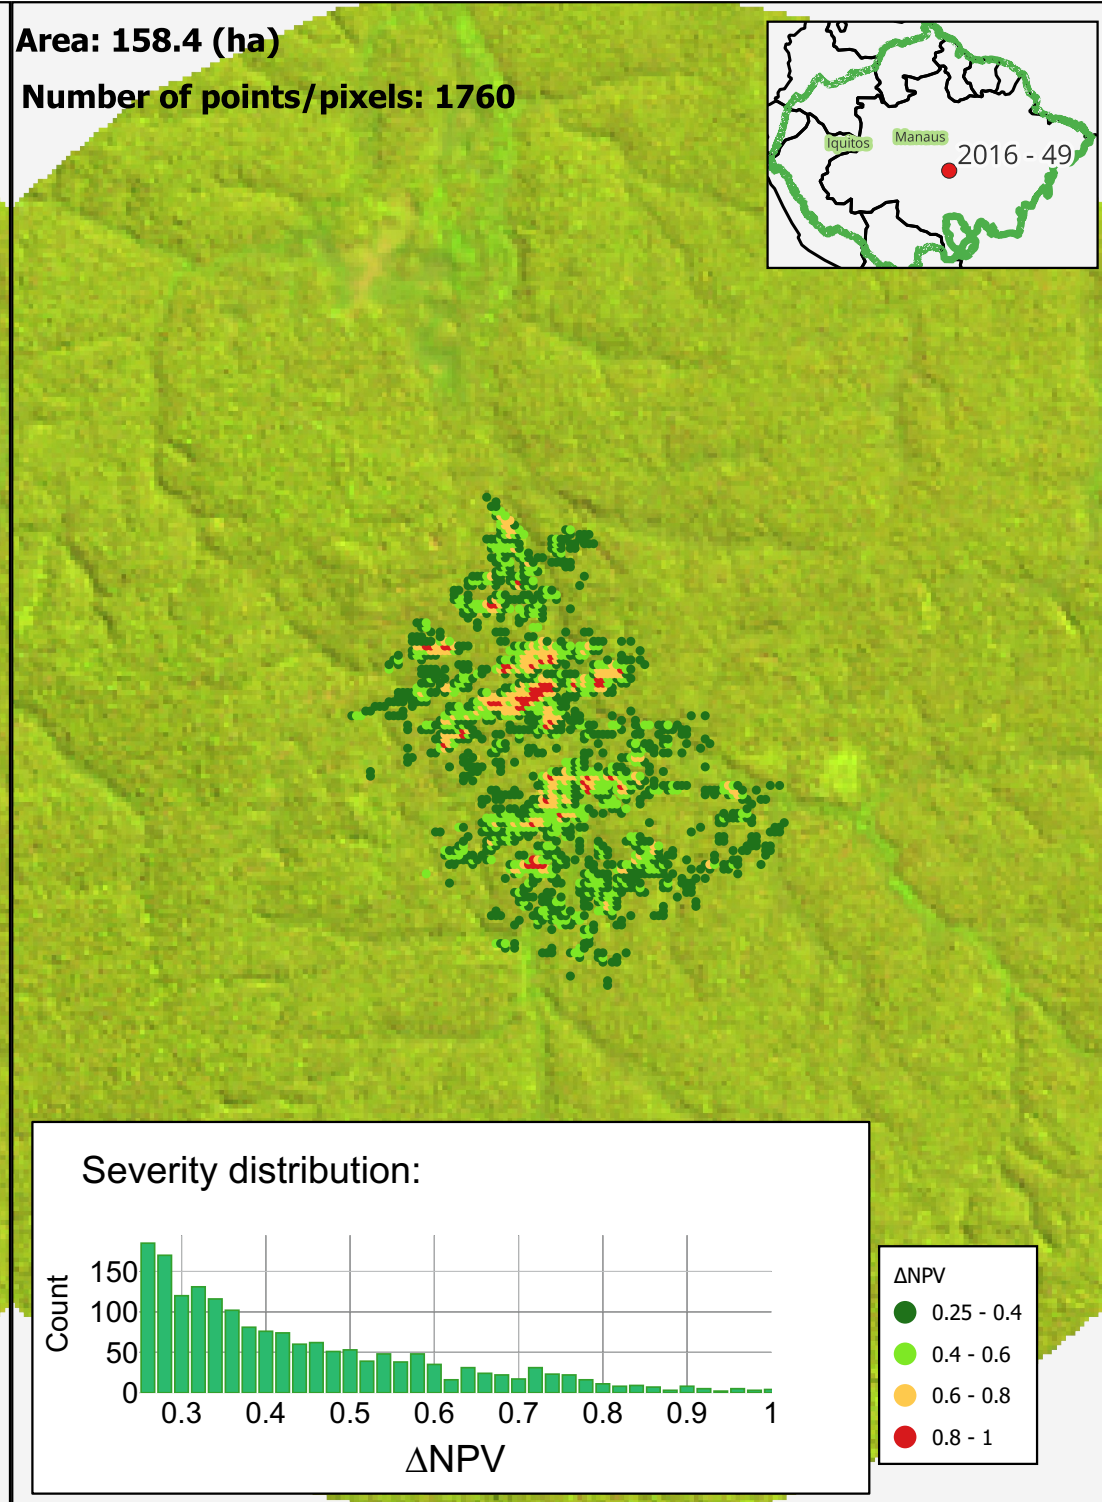 Area: 158.4 (ha)
Number of points/pixels: 1760
Iquitos
Manaus
2016 - 49
Severity distribution:
Count
150
100
50
0
0.3 0.4 0.5 0.6 0.7 0.8 0.9 1
ΔNPV
ΔNPV
0.25 - 0.4
0.4 - 0.6
0.6 - 0.8
0.8 - 1